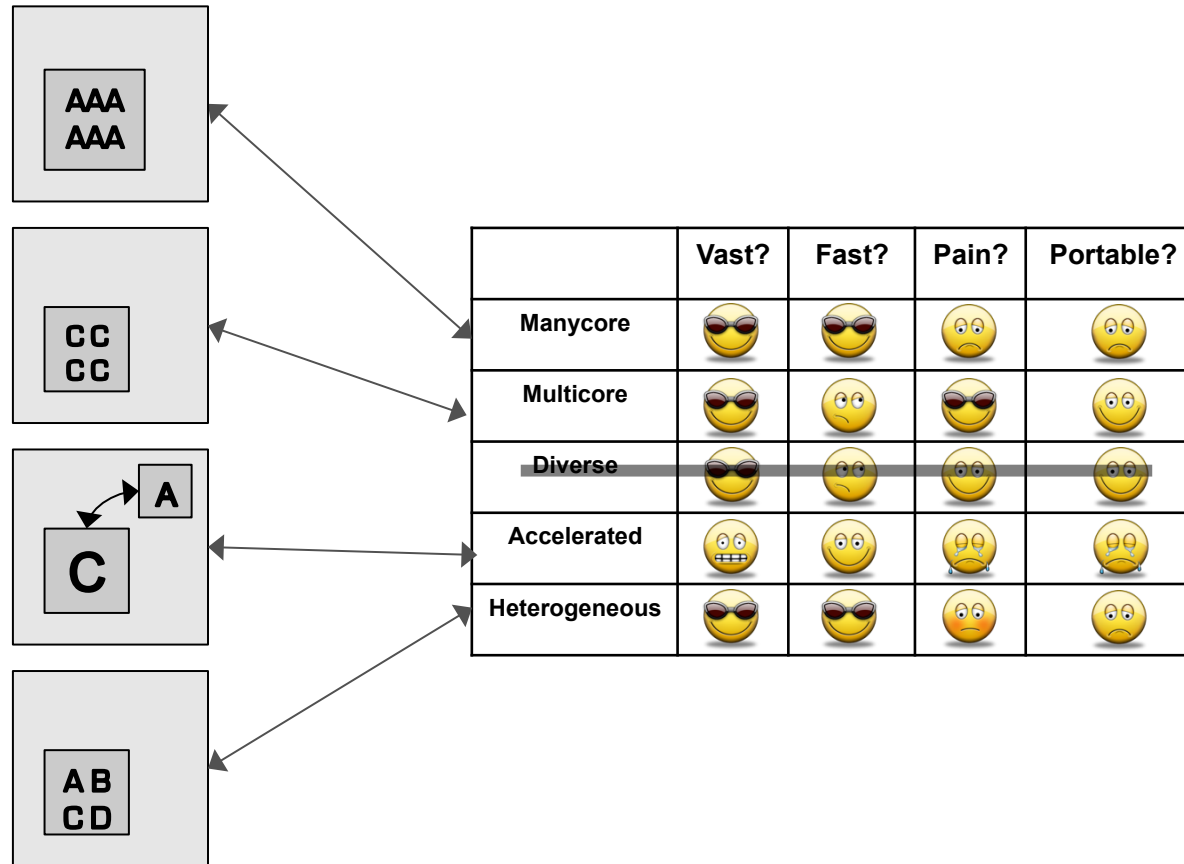 AAA
AAA
CC
CC
A
C
AB
CD
Vast? Fast? Pain? Portable?
Manycore
Multicore
Diverse
Accelerated
Heterogeneous